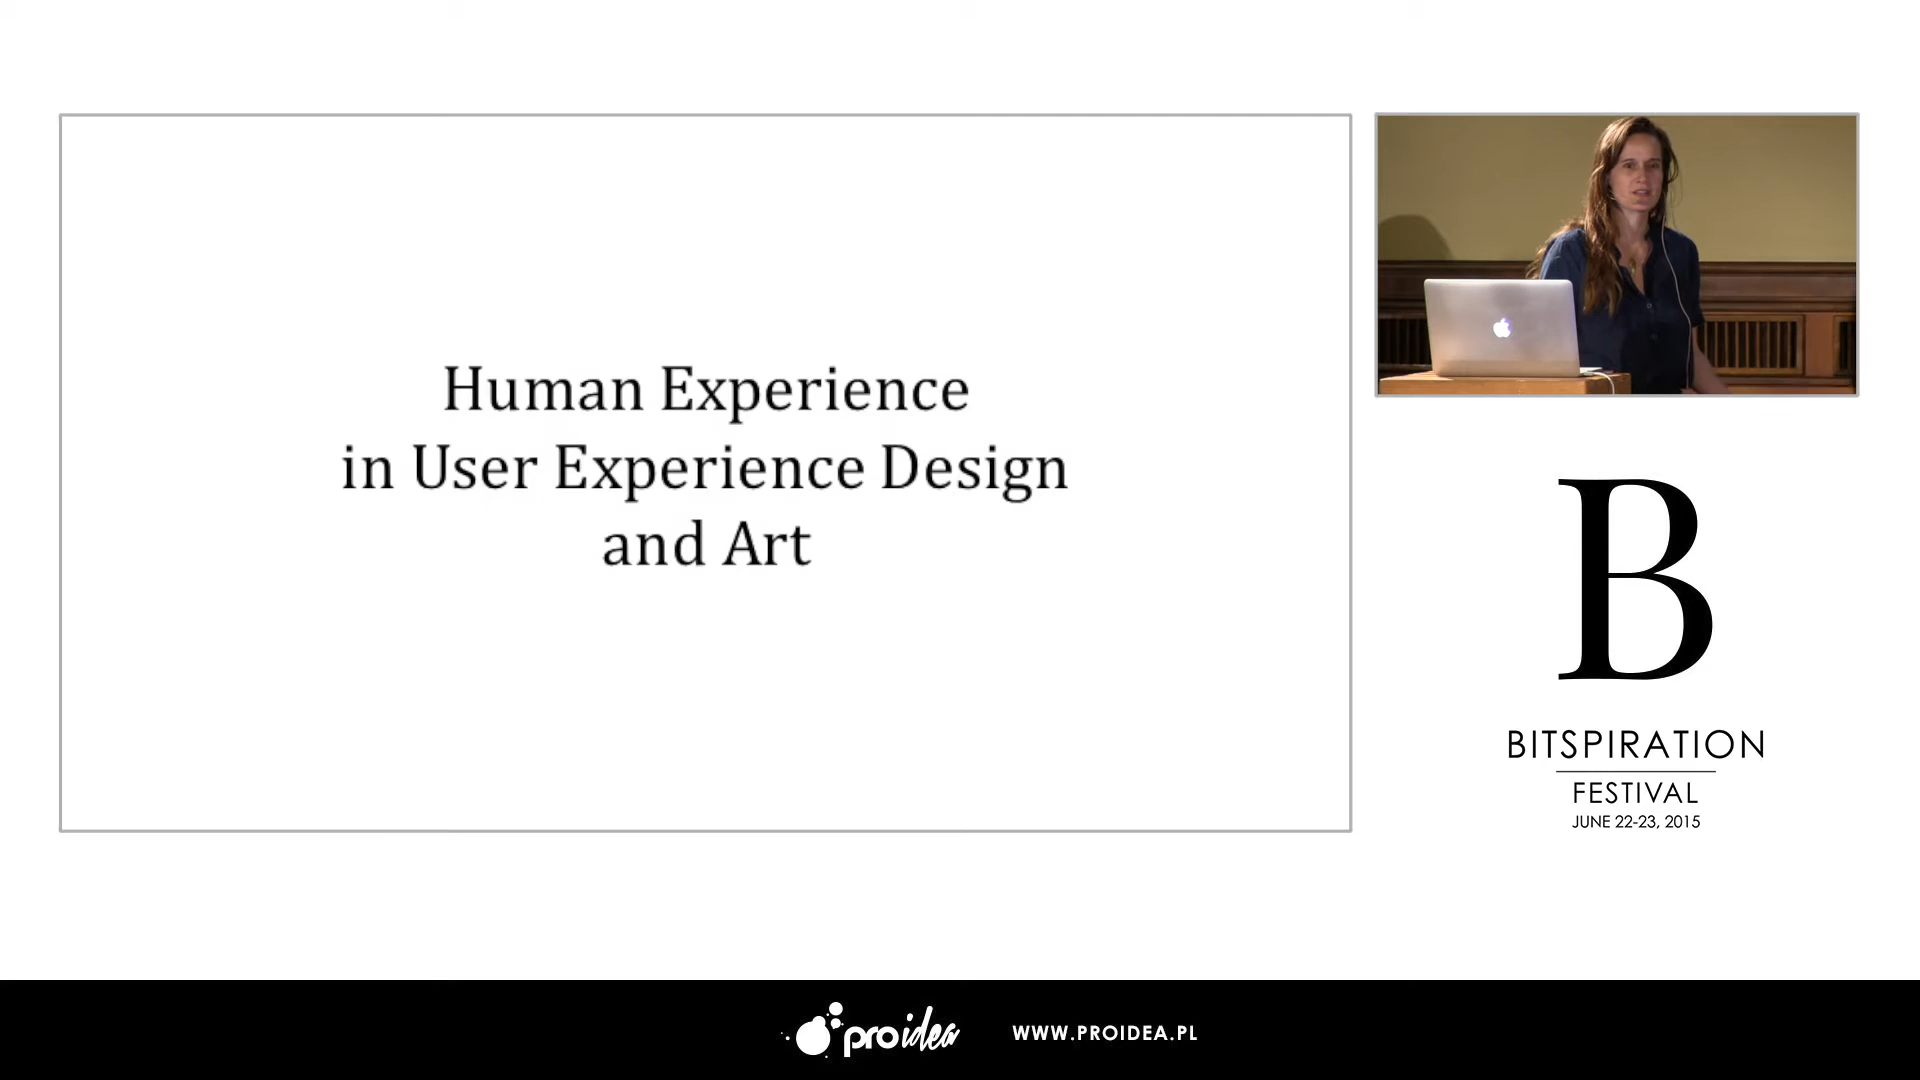 Human Experience
in User Experience Design
and Art
B
BITSPIRATION
FESTIVAL
JUNE 22-23, 2015
proidea
WWW.PROIDEA.PL